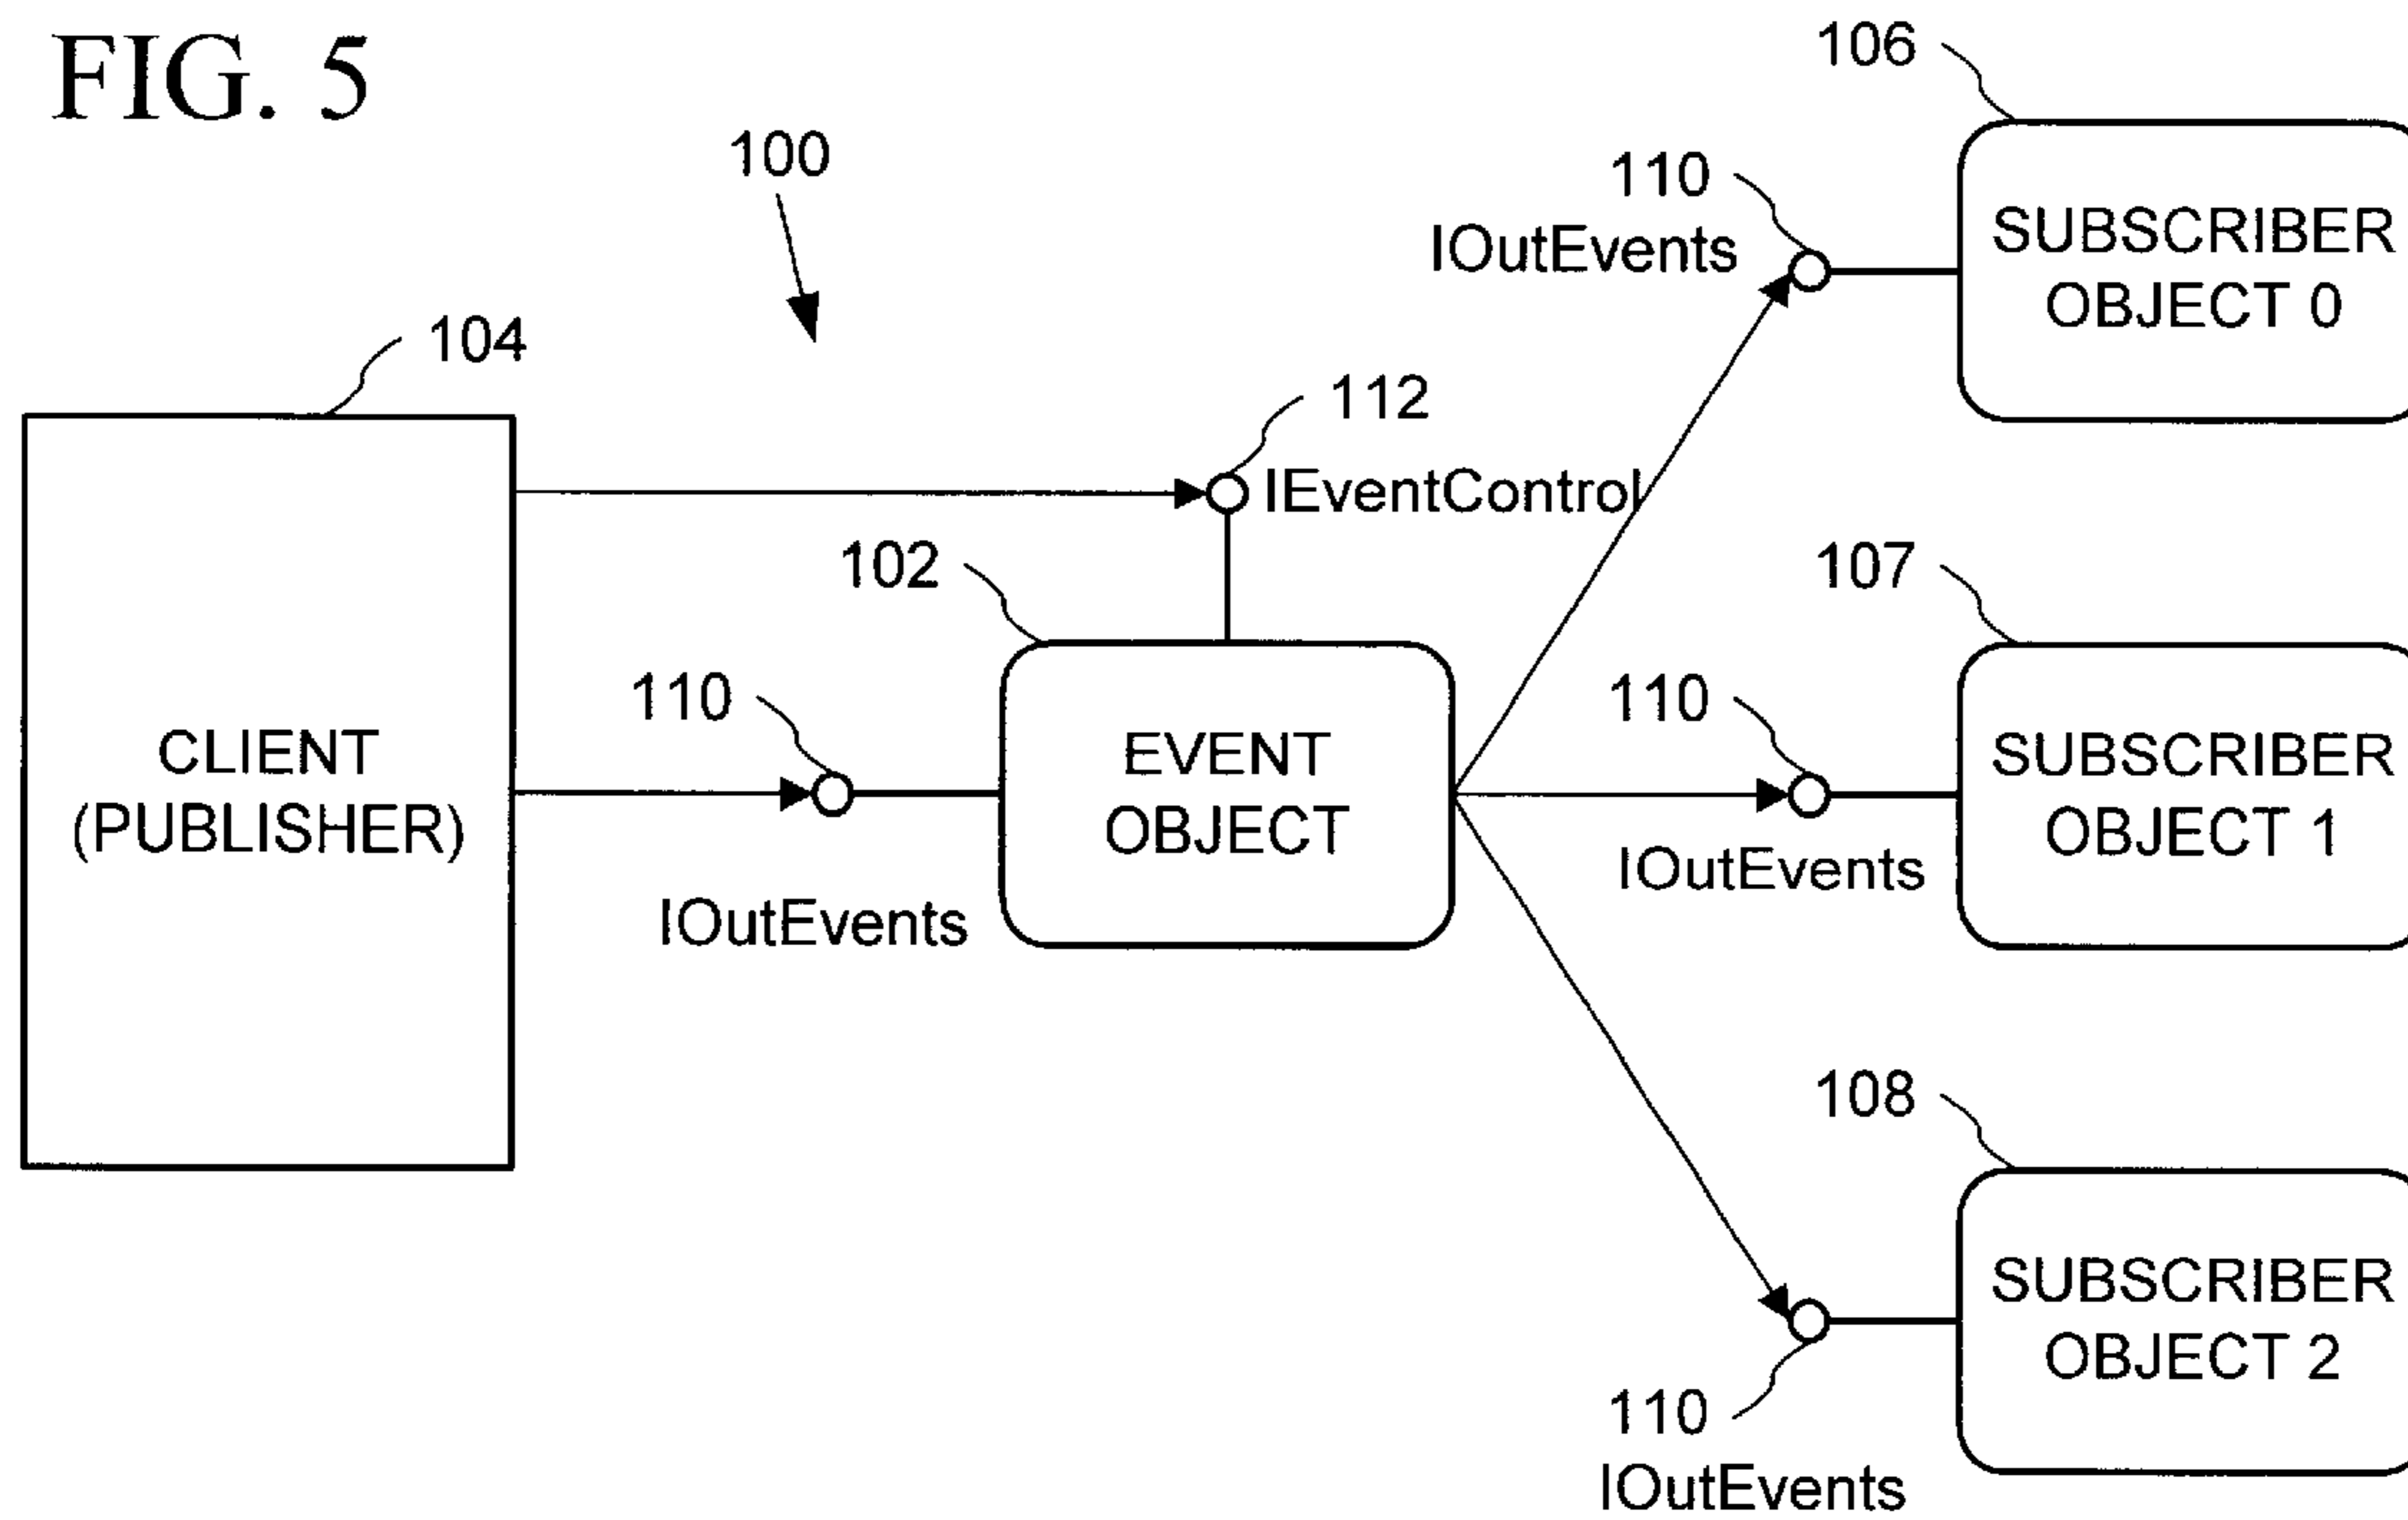 FIG. 5
106
100
110
IOutEvents
SUBSCRIBER
OBJECT 0
104
112
IEventControl
102
107
110
110
CLIENT
(PUBLISHER)
EVENT
OBJECT
SUBSCRIBER
OBJECT 1
IOutEvents
IOutEvents
108
SUBSCRIBER
OBJECT 2
110
IOutEvents